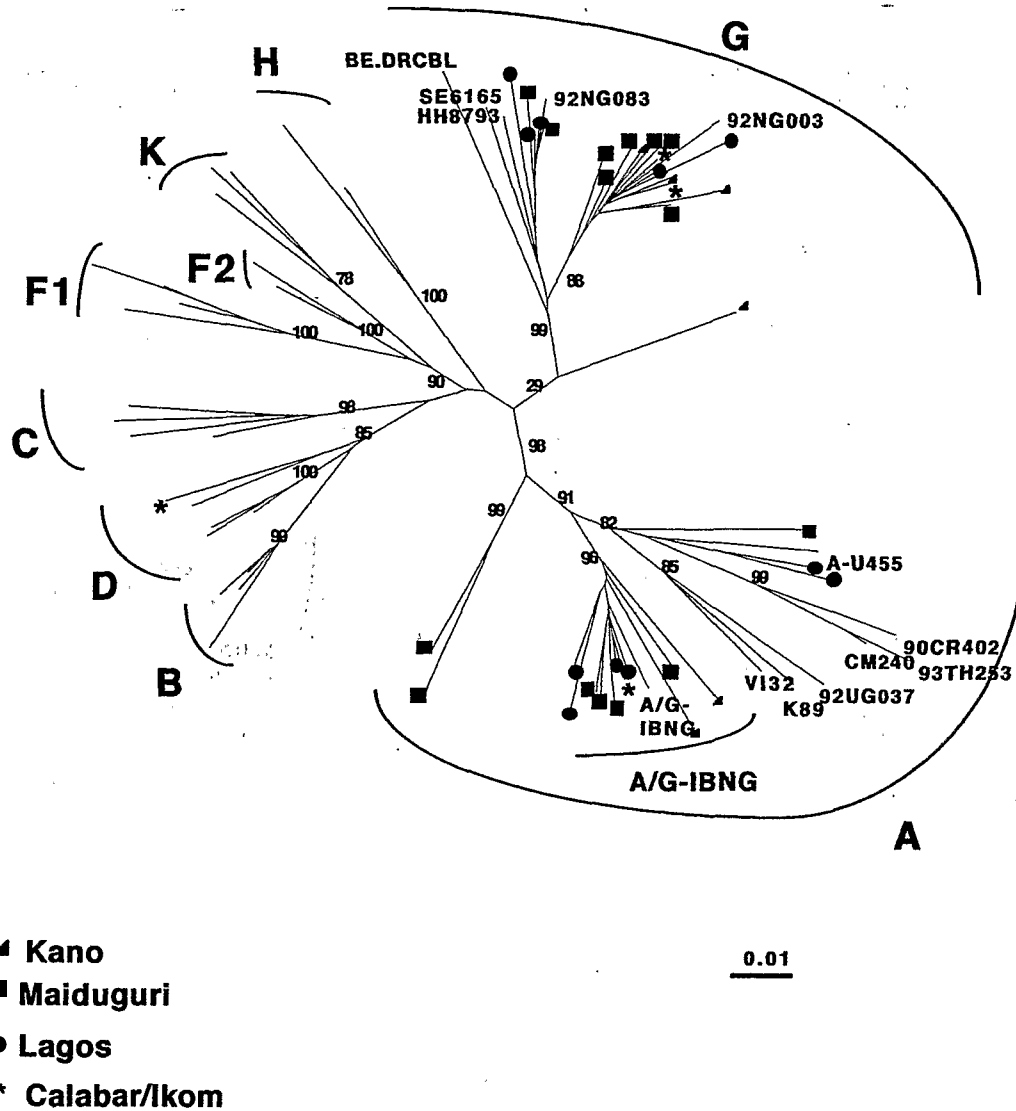 G
H
BE.DRCBL
SE6165
92NG083
HH8793
92NG003
K
F2
78
F1
88
100
100
100
99
90
29
98
C
85
98
100
91
99
82
99
96
85
99
A-U455
D
90CR402
CM240
93TH253
B
VI32
92UG037
K89
A/G-
IBNG
A/G-IBNG
A
Kano
0.01
Maiduguri
Lagos
* Calabar/Ikom